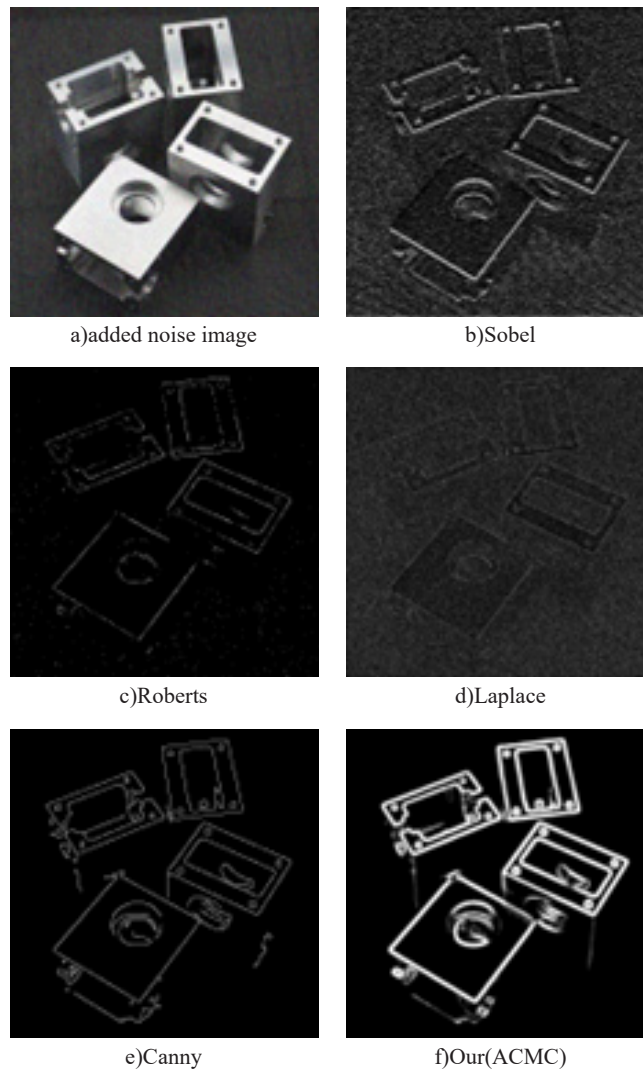 a)added noise image
b)Sobel
c)Roberts
d)Laplace
e)Canny
f)Our(ACMC)